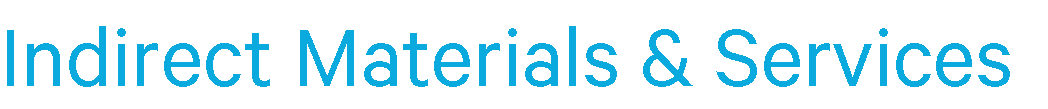 Indirect Materials & Services